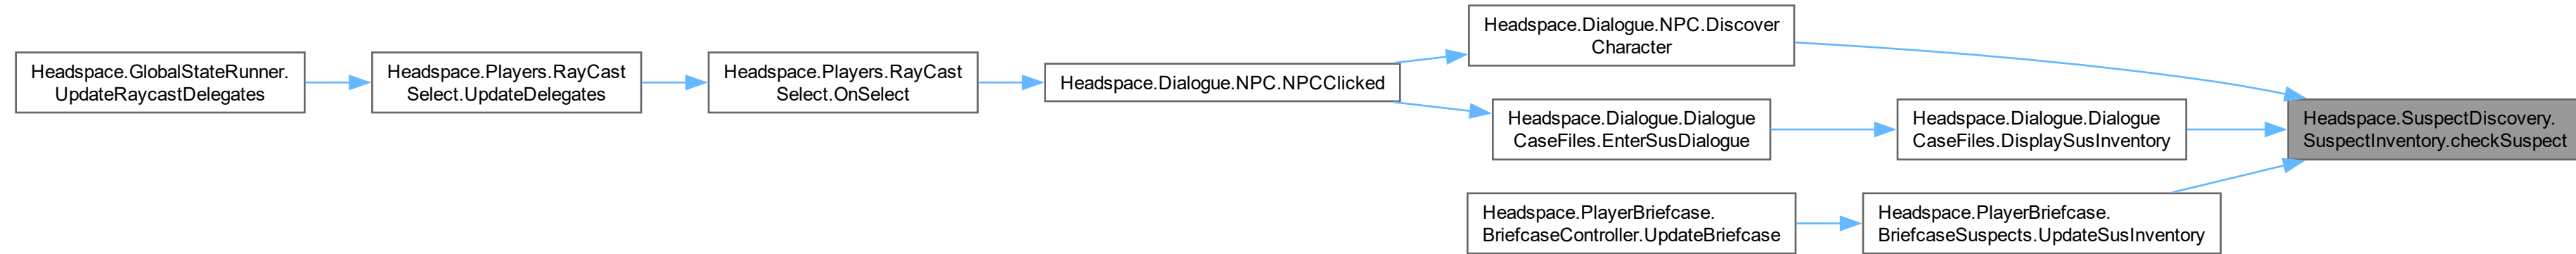 Headspace.GlobalStateRunner.
UpdateRaycastDelegates
Headspace.Players.RayCast
Select.UpdateDelegates
Headspace.Players.RayCast
Select.OnSelect
Headspace.Dialogue.NPC.NPCClicked
Headspace.Dialogue.NPC.Discover
Character
Headspace.Dialogue.Dialogue
CaseFiles.EnterSusDialogue
Headspace.Dialogue.Dialogue
CaseFiles.DisplaySusInventory
Headspace.SuspectDiscovery.
SuspectInventory.checkSuspect
Headspace.PlayerBriefcase.
BriefcaseController.UpdateBriefcase
Headspace.PlayerBriefcase.
BriefcaseSuspects.UpdateSusInventory